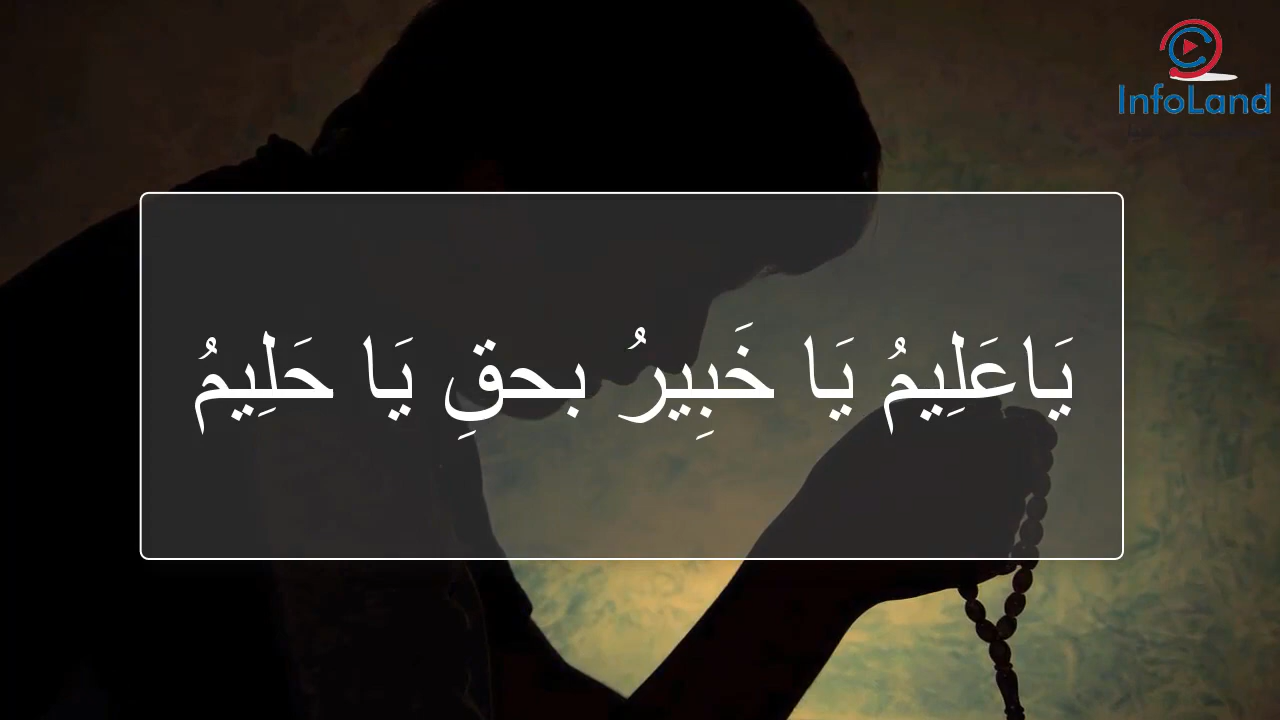 InfoLand
يَاعَلِيمُ يَا خَبِيرُ بحقِ يَا حَلِيمُ